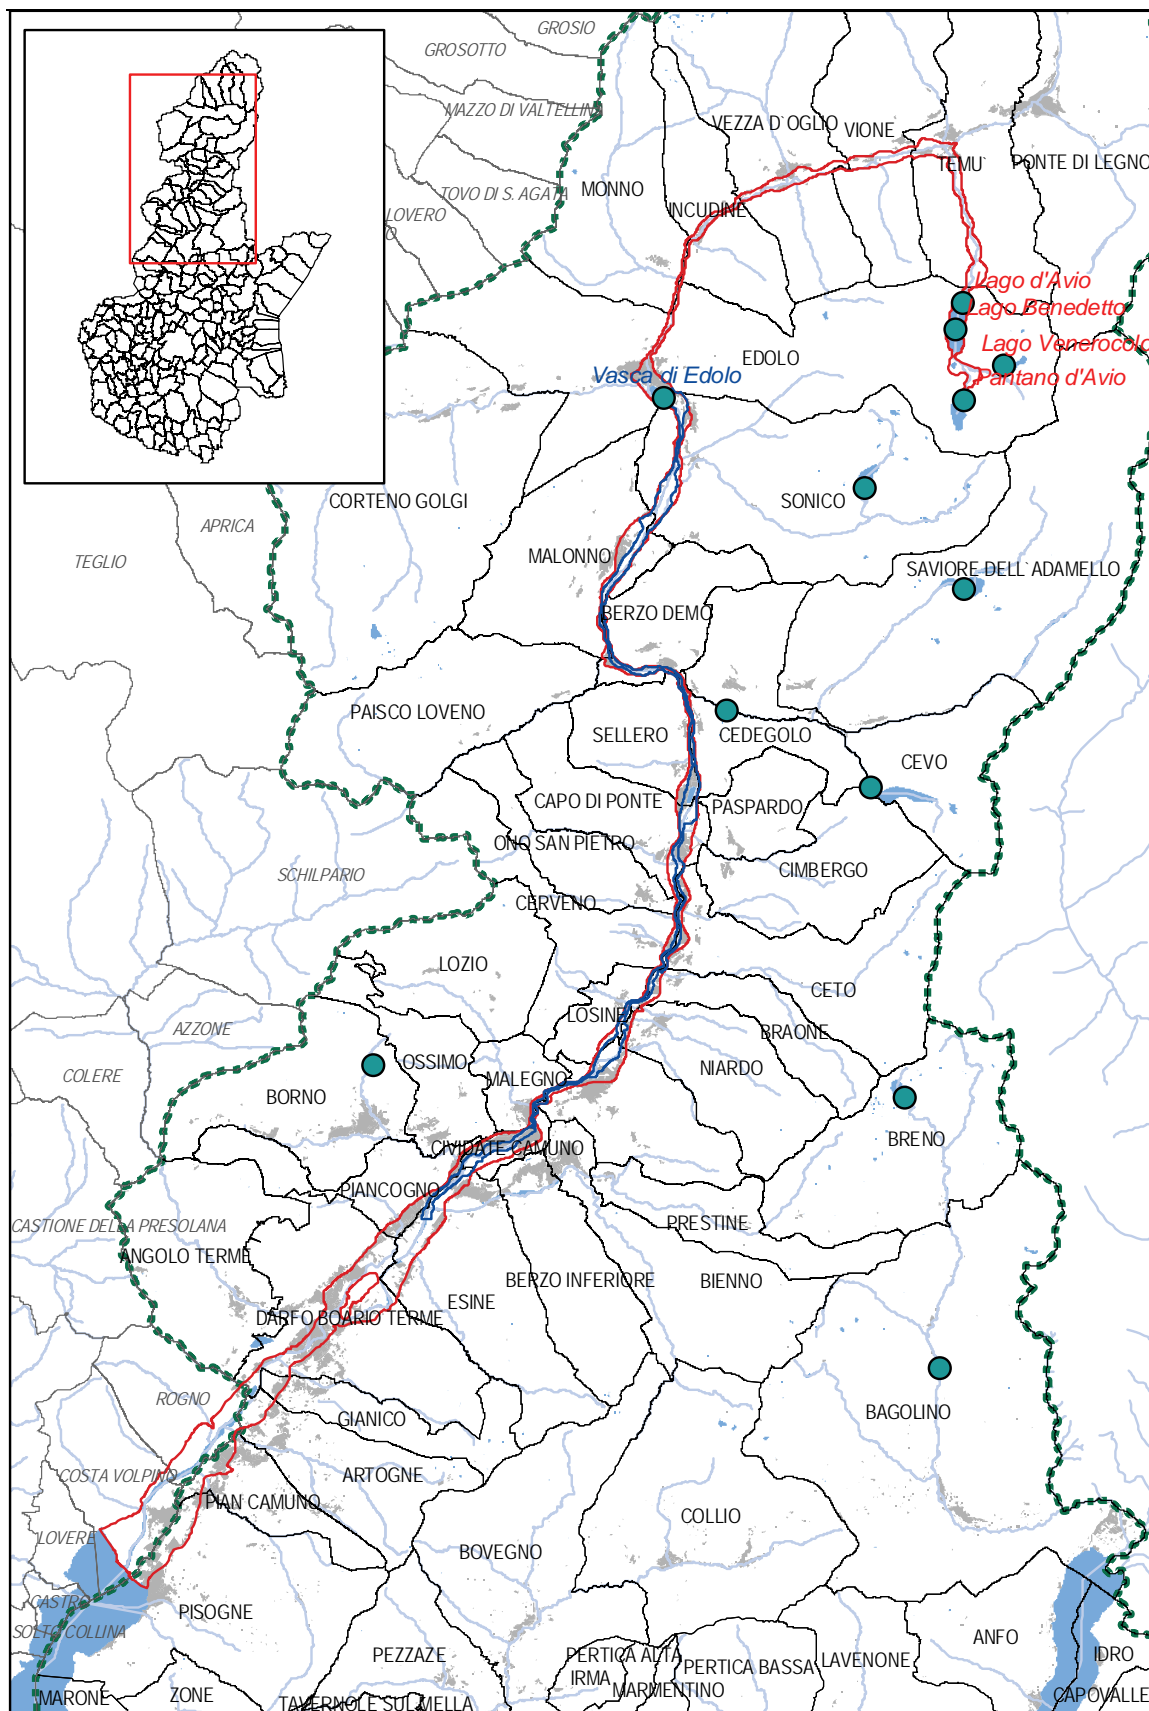 GROSIO
GROSOTTO
MAZZO DI VALTELLINA
VEZZA D`OGLIO
VIONE
TEMU`
PONTE DI LEGNO
TOVO DI S. AGATA
MONNO
LOVERO
O
INCUDINE
Lago d'Avio
Lago Benedetto
Lago Venerocolo
EDOLO
Vasca di Edolo
Pantano d'Avio
CORTENO GOLGI
SONICO
APRICA
TEGLIO
MALONNO
SAVIORE DELL`ADAMELLO
BERZO DEMO
PAISCO LOVENO
SELLERO
CEDEGOLO
CEVO
CAPO DI PONTE
PASPARDO
ONO SAN PIETRO
CIMBERGO
SCHILPARIO
CERVENO
LOZIO
CETO
LOSINE
BRAONE
AZZONE
OSSIMO
NIARDO
COLERE
MALEGNO
BORNO
BRENO
CIVIDATE CAMUNO
PIANCOGNO
CASTIONE DELLA PRESOLANA
PRESTINE
ANGOLO TERME
BERZO INFERIORE
BIENNO
ESINE
DARFO BOARIO TERME
ROGNO
GIANICO
BAGOLINO
COSTA VOLPINO
ARTOGNE
PIAN CAMUNO
COLLIO
LOVERE
BOVEGNO
CASTRO
PISOGNE
SOLTO COLLINA
ANFO
PEZZAZE
PERTICA ALTA
LAVENONE
IDRO
PERTICA BASSA
IRMA
MARMENTINO
MARONE
ZONE
CAPOVALLE
TAVERNOLE SUL MELLA